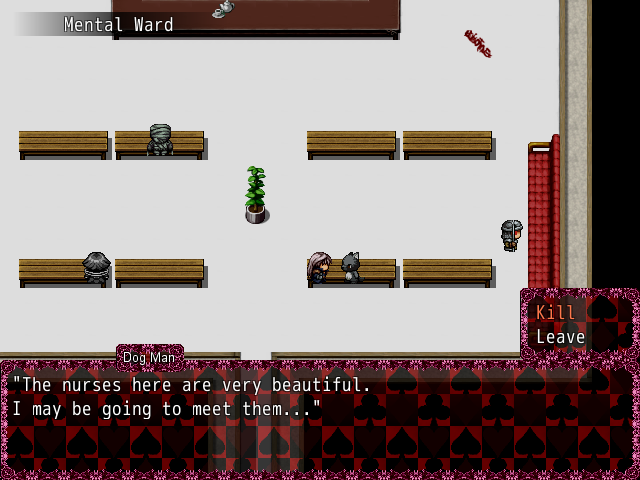 Mental Ward
Kill
Leave
Dog Man
"The nurses here are very beautiful.
I may be going to meet them..."